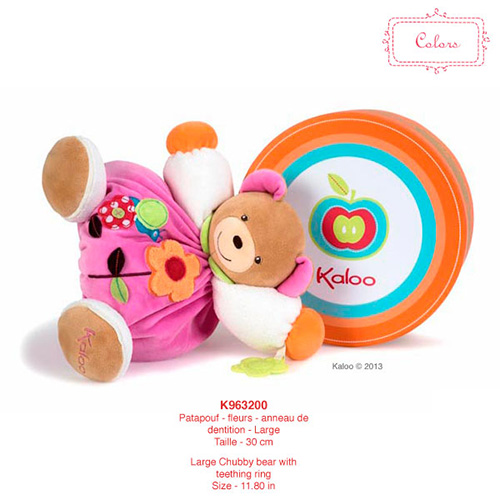 Colors
Kaloo
Kaloo
Kaloo © 2013
K963200
Patapouf - fleurs - anneau de
dentition - Large
Taille - 30 cm
Large Chubby bear with
teething ring
Size - 11.80 in